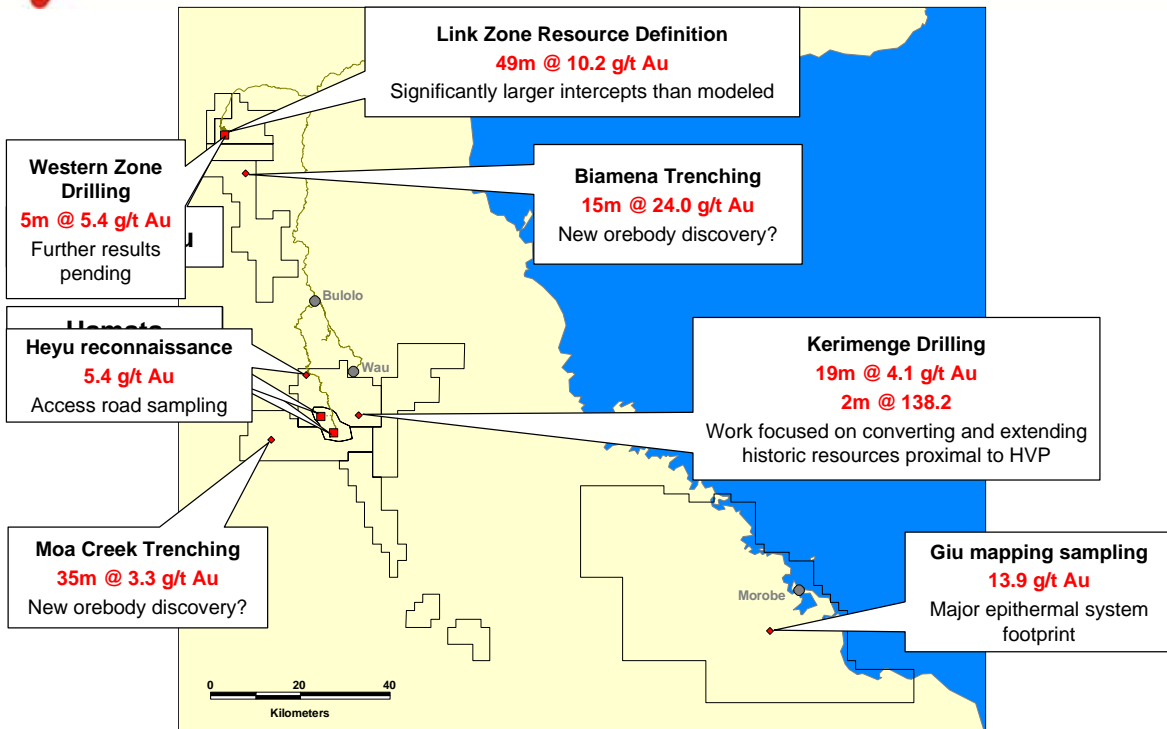 Link Zone Resource Definition
49m @ 10.2 g/t Au
Significantly larger intercepts than modeled
Western Zone
Drilling
5m @ 5.4 g/t Au
Further results
pending
Biamena Trenching
15m @ 24.0 g/t Au
New orebody discovery?
Bulolo
Heyu reconnaissance
5.4 g/t Au
Access road sampling
Wau
Kerimenge Drilling
19m @ 4.1 g/t Au
2m @ 138.2
Work focused on converting and extending
historic resources proximal to HVP
Moa Creek Trenching
35m @ 3.3 g/t Au
New orebody discovery?
Giu mapping sampling
13.9 g/t Au
Major epithermal system
footprint
Morobe
0 20 40
Kilometers